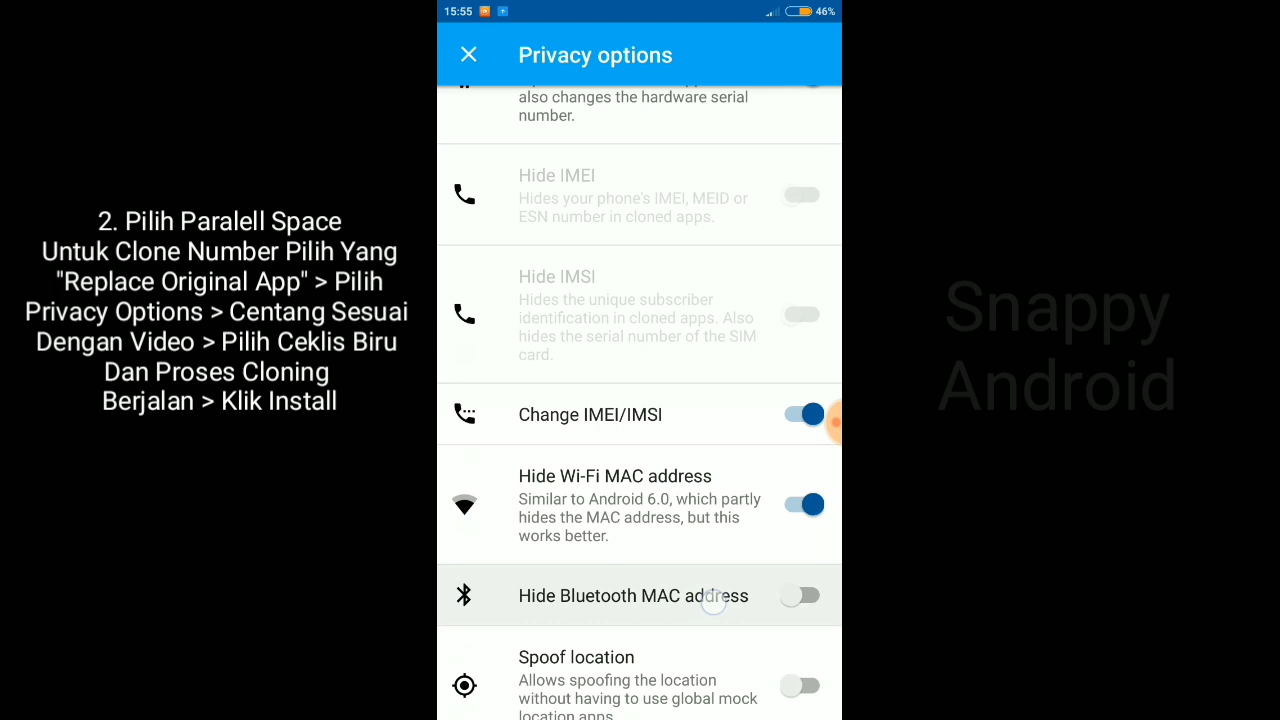 2. Pilih Paralell Space
Untuk Clone Number Pilih Yang
"Replace Original App" > Pilih
Privacy Options > Centang Sesuai
Dengan Video > Pilih Ceklis Biru
Dan Proses Cloning
Berjalan > Klik Install
15:55
46%
Privacy options
also changes the hardware serial
number.
Hide IMEI
Hides your phone's IMEI, MEID or
ESN number in cloned apps.
Hide IMSI
Hides the unique subscriber
identification in cloned apps. Also
hides the serial number of the SIM
card.
Change IMEI/IMSI
Hide Wi-Fi MAC address
Similar to Android 6.0, which partly
hides the MAC address, but this
works better.
Hide Bluetooth MAC address
Spoof location
Allows spoofing the location
without having to use global mock
location apps
Snappy
Android